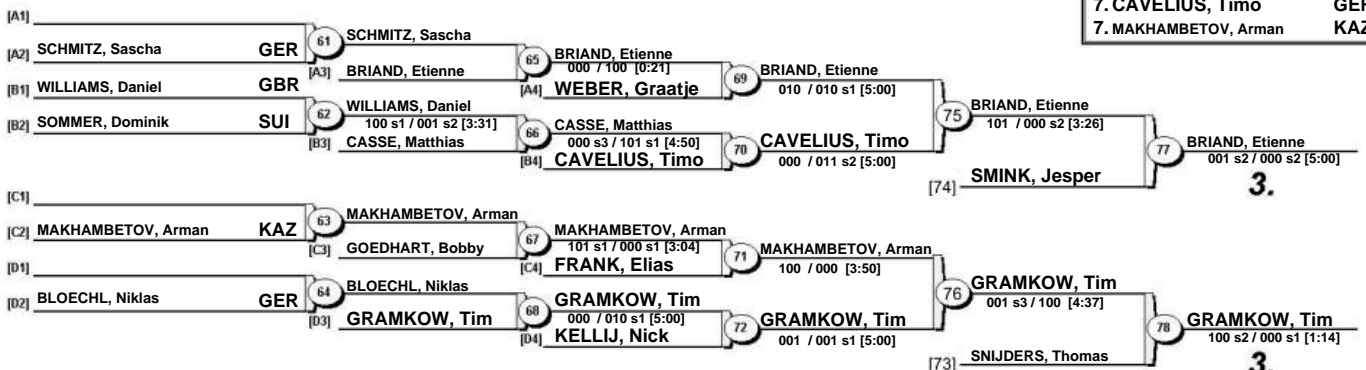 7. CAVELIUS, Timo GER
7. MAKHAMBETOV, Arman KAZ
[A1]
[A2] SCHMITZ, Sascha GER
61 SCHMITZ, Sascha
[A3] BRIAND, Etienne
65 BRIAND, Etienne
000 / 100 [0:21]
[A4] WEBER, Graatje
69 BRIAND, Etienne
010 / 010 s1 [5:00]
[B1] WILLIAMS, Daniel GBR
[B2] SOMMER, Dominik SUI
62 WILLIAMS, Daniel
100 s1 / 001 s2 [3:31]
[B3] CASSE, Matthias
66 CASSE, Matthias
000 s3 / 101 s1 [4:50]
[B4] CAVELIUS, Timo
70 CAVELIUS, Timo
000 / 011 s2 [5:00]
75 BRIAND, Etienne
101 / 000 s2 [3:26]
[74] SMINK, Jesper
77 BRIAND, Etienne
001 s2 / 000 s2 [5:00]
3.
[C1]
[C2] MAKHAMBETOV, Arman KAZ
63 MAKHAMBETOV, Arman
[C3] GOEDHART, Bobby
67 MAKHAMBETOV, Arman
101 s1 / 000 s1 [3:04]
[C4] FRANK, Elias
71 MAKHAMBETOV, Arman
100 / 000 [3:50]
[D1]
[D2] BLOECHL, Niklas GER
64 BLOECHL, Niklas
[D3] GRAMKOW, Tim
68 GRAMKOW, Tim
000 / 010 s1 [5:00]
[D4] KELLIJ, Nick
72 GRAMKOW, Tim
001 / 001 s1 [5:00]
76 GRAMKOW, Tim
001 s3 / 100 [4:37]
[73] SNIJDERS, Thomas
78 GRAMKOW, Tim
100 s2 / 000 s1 [1:14]
3.